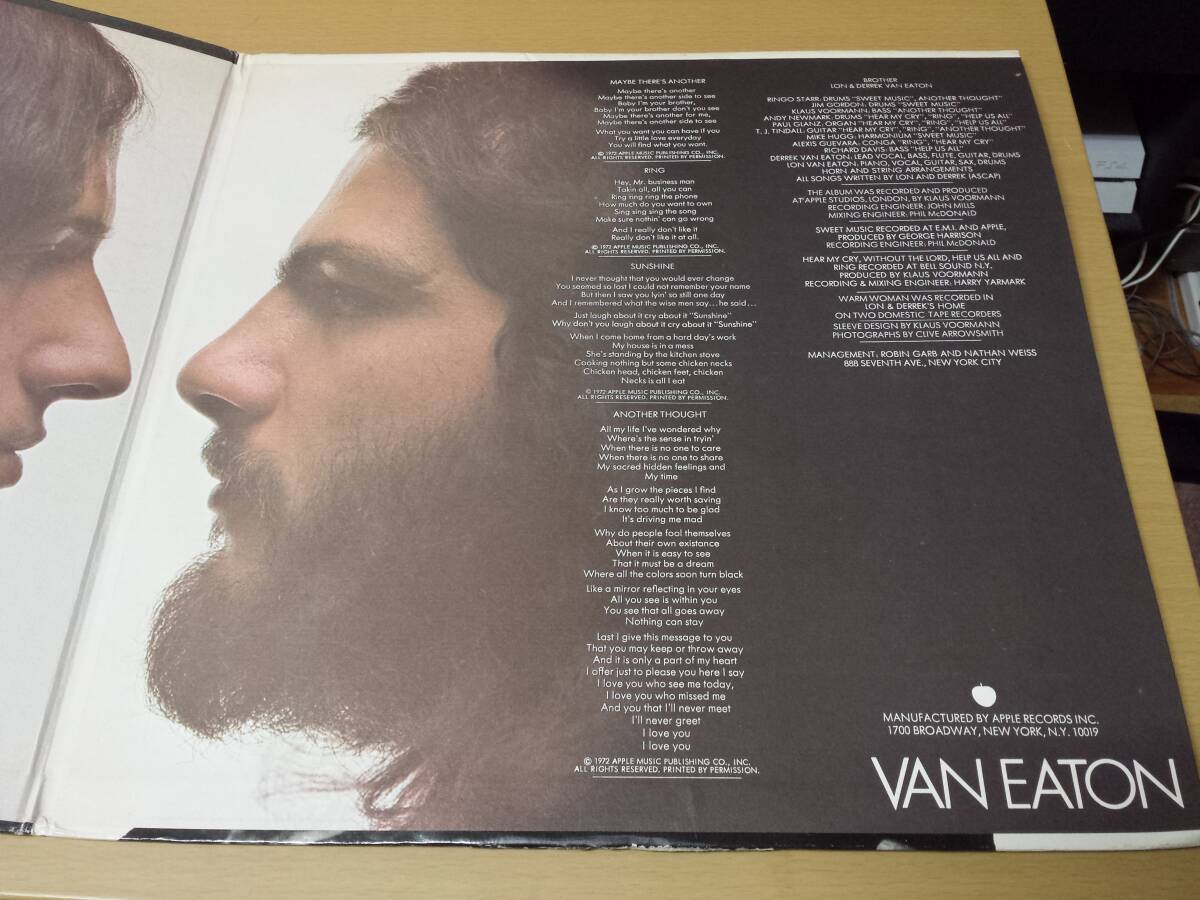 MAYBE THERE'S ANOTHER
Maybe there's another
Maybe there's another side to see
Baby I'm your brother,
Baby I'm your brother don't you see
Maybe there's another for me,
Maybe there's another side to see
What you want you can have if you
Try a little love everyday
You will find what you want.
© 1972 APPLE MUSIC PUBLISHING CO., INC.
ALL RIGHTS RESERVED. PRINTED BY PERMISSION.
RING
Hey, Mr. business man
Takin all, all you can
Ring ring ring the phone
How much do you want to own
Sing sing sing the song
Make sure nothin' can go wrong
And I really don't like it
Really don't like it at all.
© 1972 APPLE MUSIC PUBLISHING CO., INC.
ALL RIGHTS RESERVED. PRINTED BY PERMISSION.
SUNSHINE
I never thought that you would ever change
You seemed so lost I could not remember your name
But then I saw you lyin' so still one day
And I remembered what the wise men say...he said...
Just laugh about it cry about it "Sunshine"
Why don't you laugh about it cry about it "Sunshine"
When I come home from a hard day's work
My house is in a mess
She's standing by the kitchen stove
Cooking nothing but some chicken necks
Chicken head, chicken feet, chicken
Necks is all I eat
© 1972 APPLE MUSIC PUBLISHING CO., INC.
ALL RIGHTS RESERVED. PRINTED BY PERMISSION.
ANOTHER THOUGHT
All my life I've wondered why
Where's the sense in tryin'
When there is no one to care
When there is no one to share
My sacred hidden feelings and
My time
As I grow the pieces I find
Are they really worth saving
I know too much to be glad
It's driving me mad
Why do people fool themselves
About their own existance
When it is easy to see
That it must be a dream
Where all the colors soon turn black
Like a mirror reflecting in your eyes
All you see is within you
You see that all goes away
Nothing can stay
Last I give this message to you
That you may keep or throw away
And it is only a part of my heart
I offer just to please you here I say
I love you who see me today,
I love you who missed me
And you that I'll never meet
I'll never greet
I love you
I love you
© 1972 APPLE MUSIC PUBLISHING CO., INC.
ALL RIGHTS RESERVED. PRINTED BY PERMISSION.
BROTHER
LON & DERREK VAN EATON
RINGO STARR: DRUMS "SWEET MUSIC", ANOTHER THOUGHT"
JIM GORDON: DRUMS "SWEET MUSIC"
KLAUS VOORMANN: BASS "ANOTHER THOUGHT"
ANDY NEWMARK: DRUMS "HEAR MY CRY", "RING", "HELP US ALL"
PAUL GLANZ: ORGAN "HEAR MY CRY", "RING", "HELP US ALL"
T. J. TINDALL: GUITAR "HEAR MY CRY", "RING", "ANOTHER THOUGHT"
MIKE HUGG: HARMONIUM "SWEET MUSIC"
ALEXIS GUEVARA: CONGA "RING", "HEAR MY CRY"
RICHARD DAVIS: BASS "HELP US ALL"
DERREK VAN EATON: LEAD VOCAL, BASS, FLUTE, GUITAR, DRUMS
LON VAN EATON: PIANO, VOCAL, GUITAR, SAX, DRUMS
HORN AND STRING ARRANGEMENTS
ALL SONGS WRITTEN BY LON AND DERREK (ASCAP)
THE ALBUM WAS RECORDED AND PRODUCED
AT APPLE STUDIOS, LONDON, BY KLAUS VOORMANN
RECORDING ENGINEER: JOHN MILLS
MIXING ENGINEER: PHIL McDONALD
SWEET MUSIC RECORDED AT E.M.I. AND APPLE,
PRODUCED BY GEORGE HARRISON
RECORDING ENGINEER: PHIL McDONALD
HEAR MY CRY, WITHOUT THE LORD, HELP US ALL AND
RING RECORDED AT BELL SOUND N.Y.
PRODUCED BY KLAUS VOORMANN
RECORDING & MIXING ENGINEER: HARRY YARMARK
WARM WOMAN WAS RECORDED IN
LON & DERREK'S HOME
ON TWO DOMESTIC TAPE RECORDERS
SLEEVE DESIGN BY KLAUS VOORMANN
PHOTOGRAPHS BY CLIVE ARROWSMITH
MANAGEMENT: ROBIN GARB AND NATHAN WEISS
888 SEVENTH AVE., NEW YORK CITY
MANUFACTURED BY APPLE RECORDS INC.
1700 BROADWAY, NEW YORK, N.Y. 10019
VAN EATON